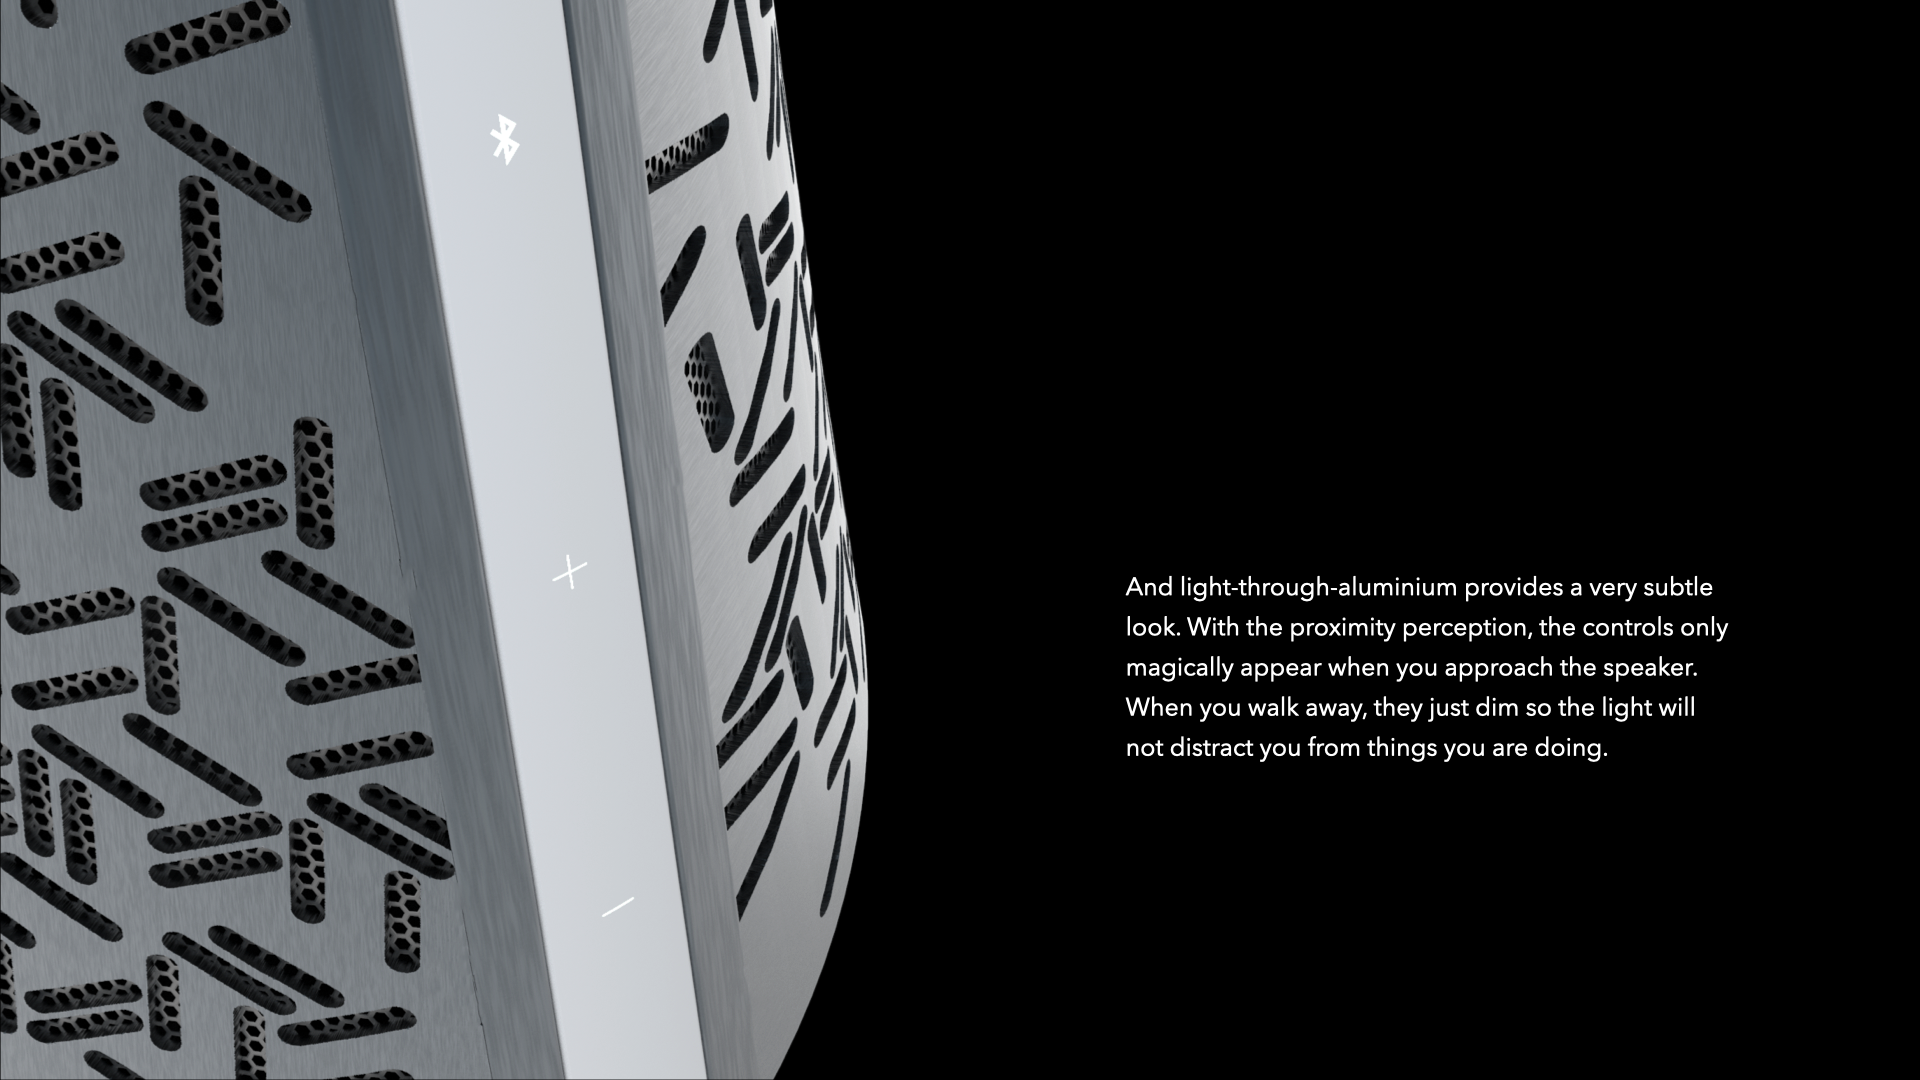 And light-through-aluminium provides a very subtle
look. With the proximity perception, the controls only
magically appear when you approach the speaker.
When you walk away, they just dim so the light will
not distract you from things you are doing.